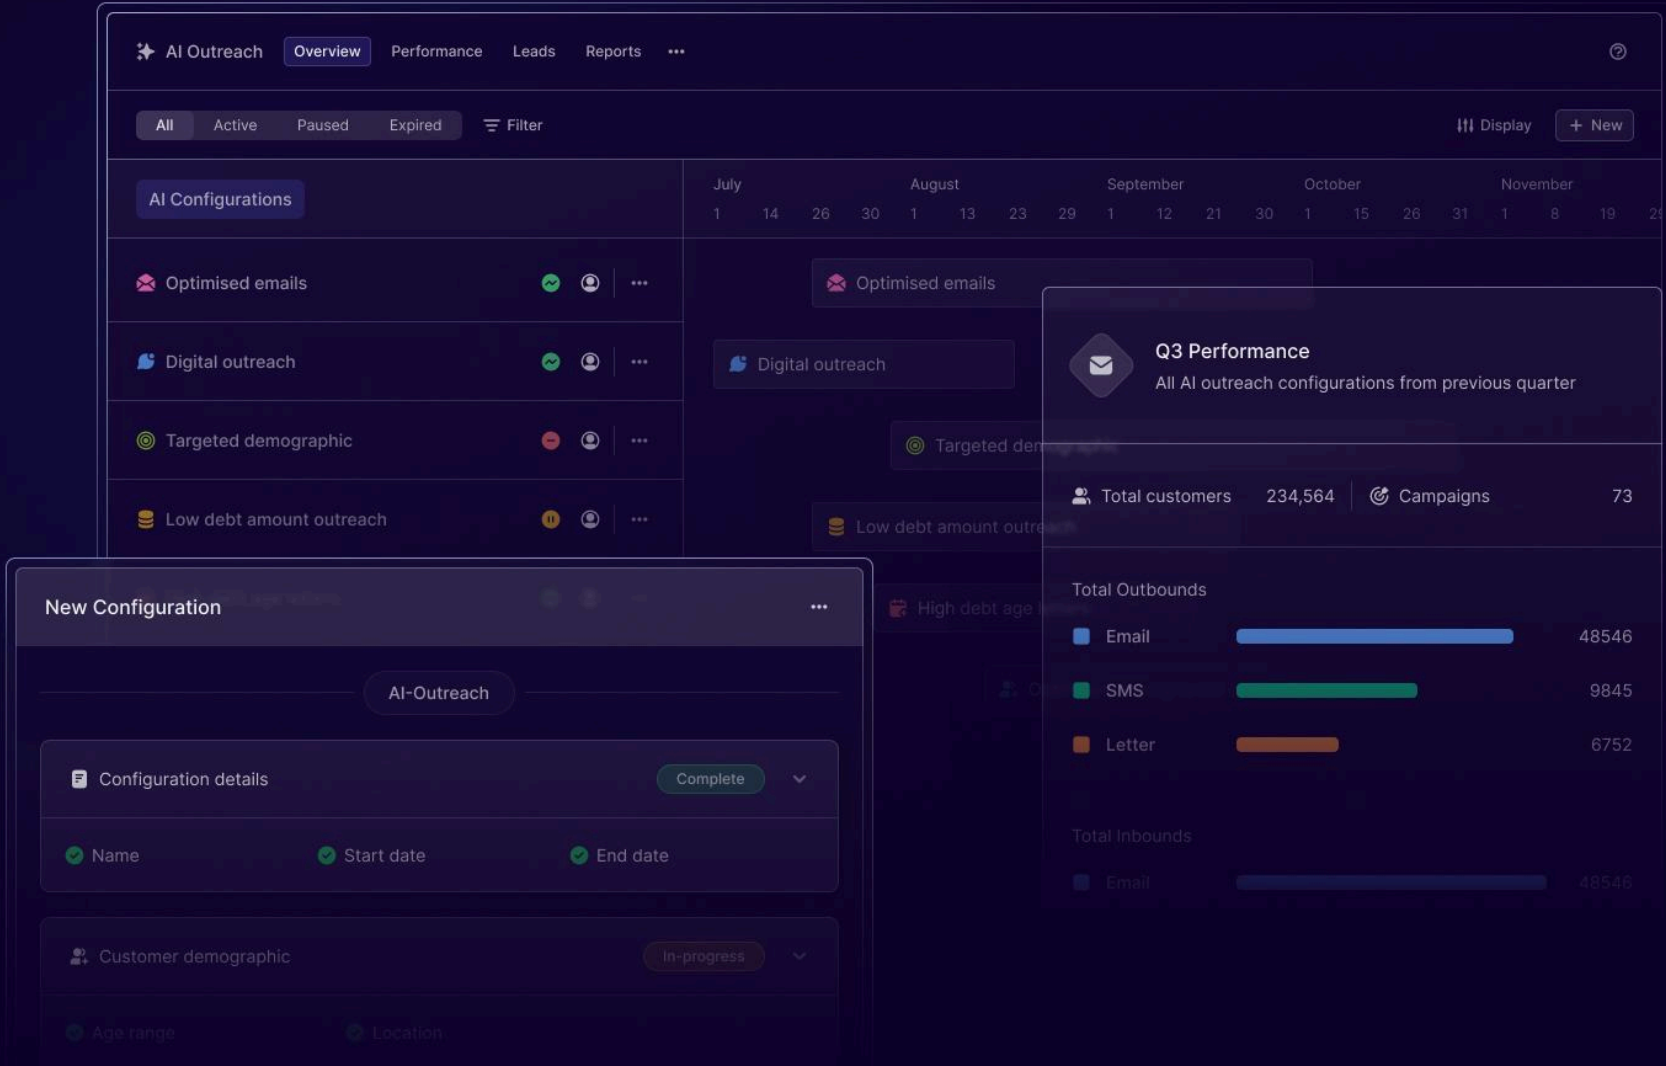 AI Outreach Overview Performance Leads Reports
All Active Paused Expired Filter Display + New
AI Configurations
July August September October November
1 14 26 30 1 13 23 29 1 12 21 30 1 15 26 31 1 8 19
Optimised emails
Digital outreach
Targeted demographic
Low debt amount outreach
Optimised emails
Digital outreach
Targeted demographic
Low debt amount outreach
High debt age
Q3 Performance
All AI outreach configurations from previous quarter
Total customers 234,564 Campaigns 73
Total Outbounds
Email 48546
SMS 9845
Letter 6752
Total Inbounds
Email 48546
New Configuration
AI-Outreach
Configuration details Complete
Name Start date End date
Customer demographic In-progress
Age range Location